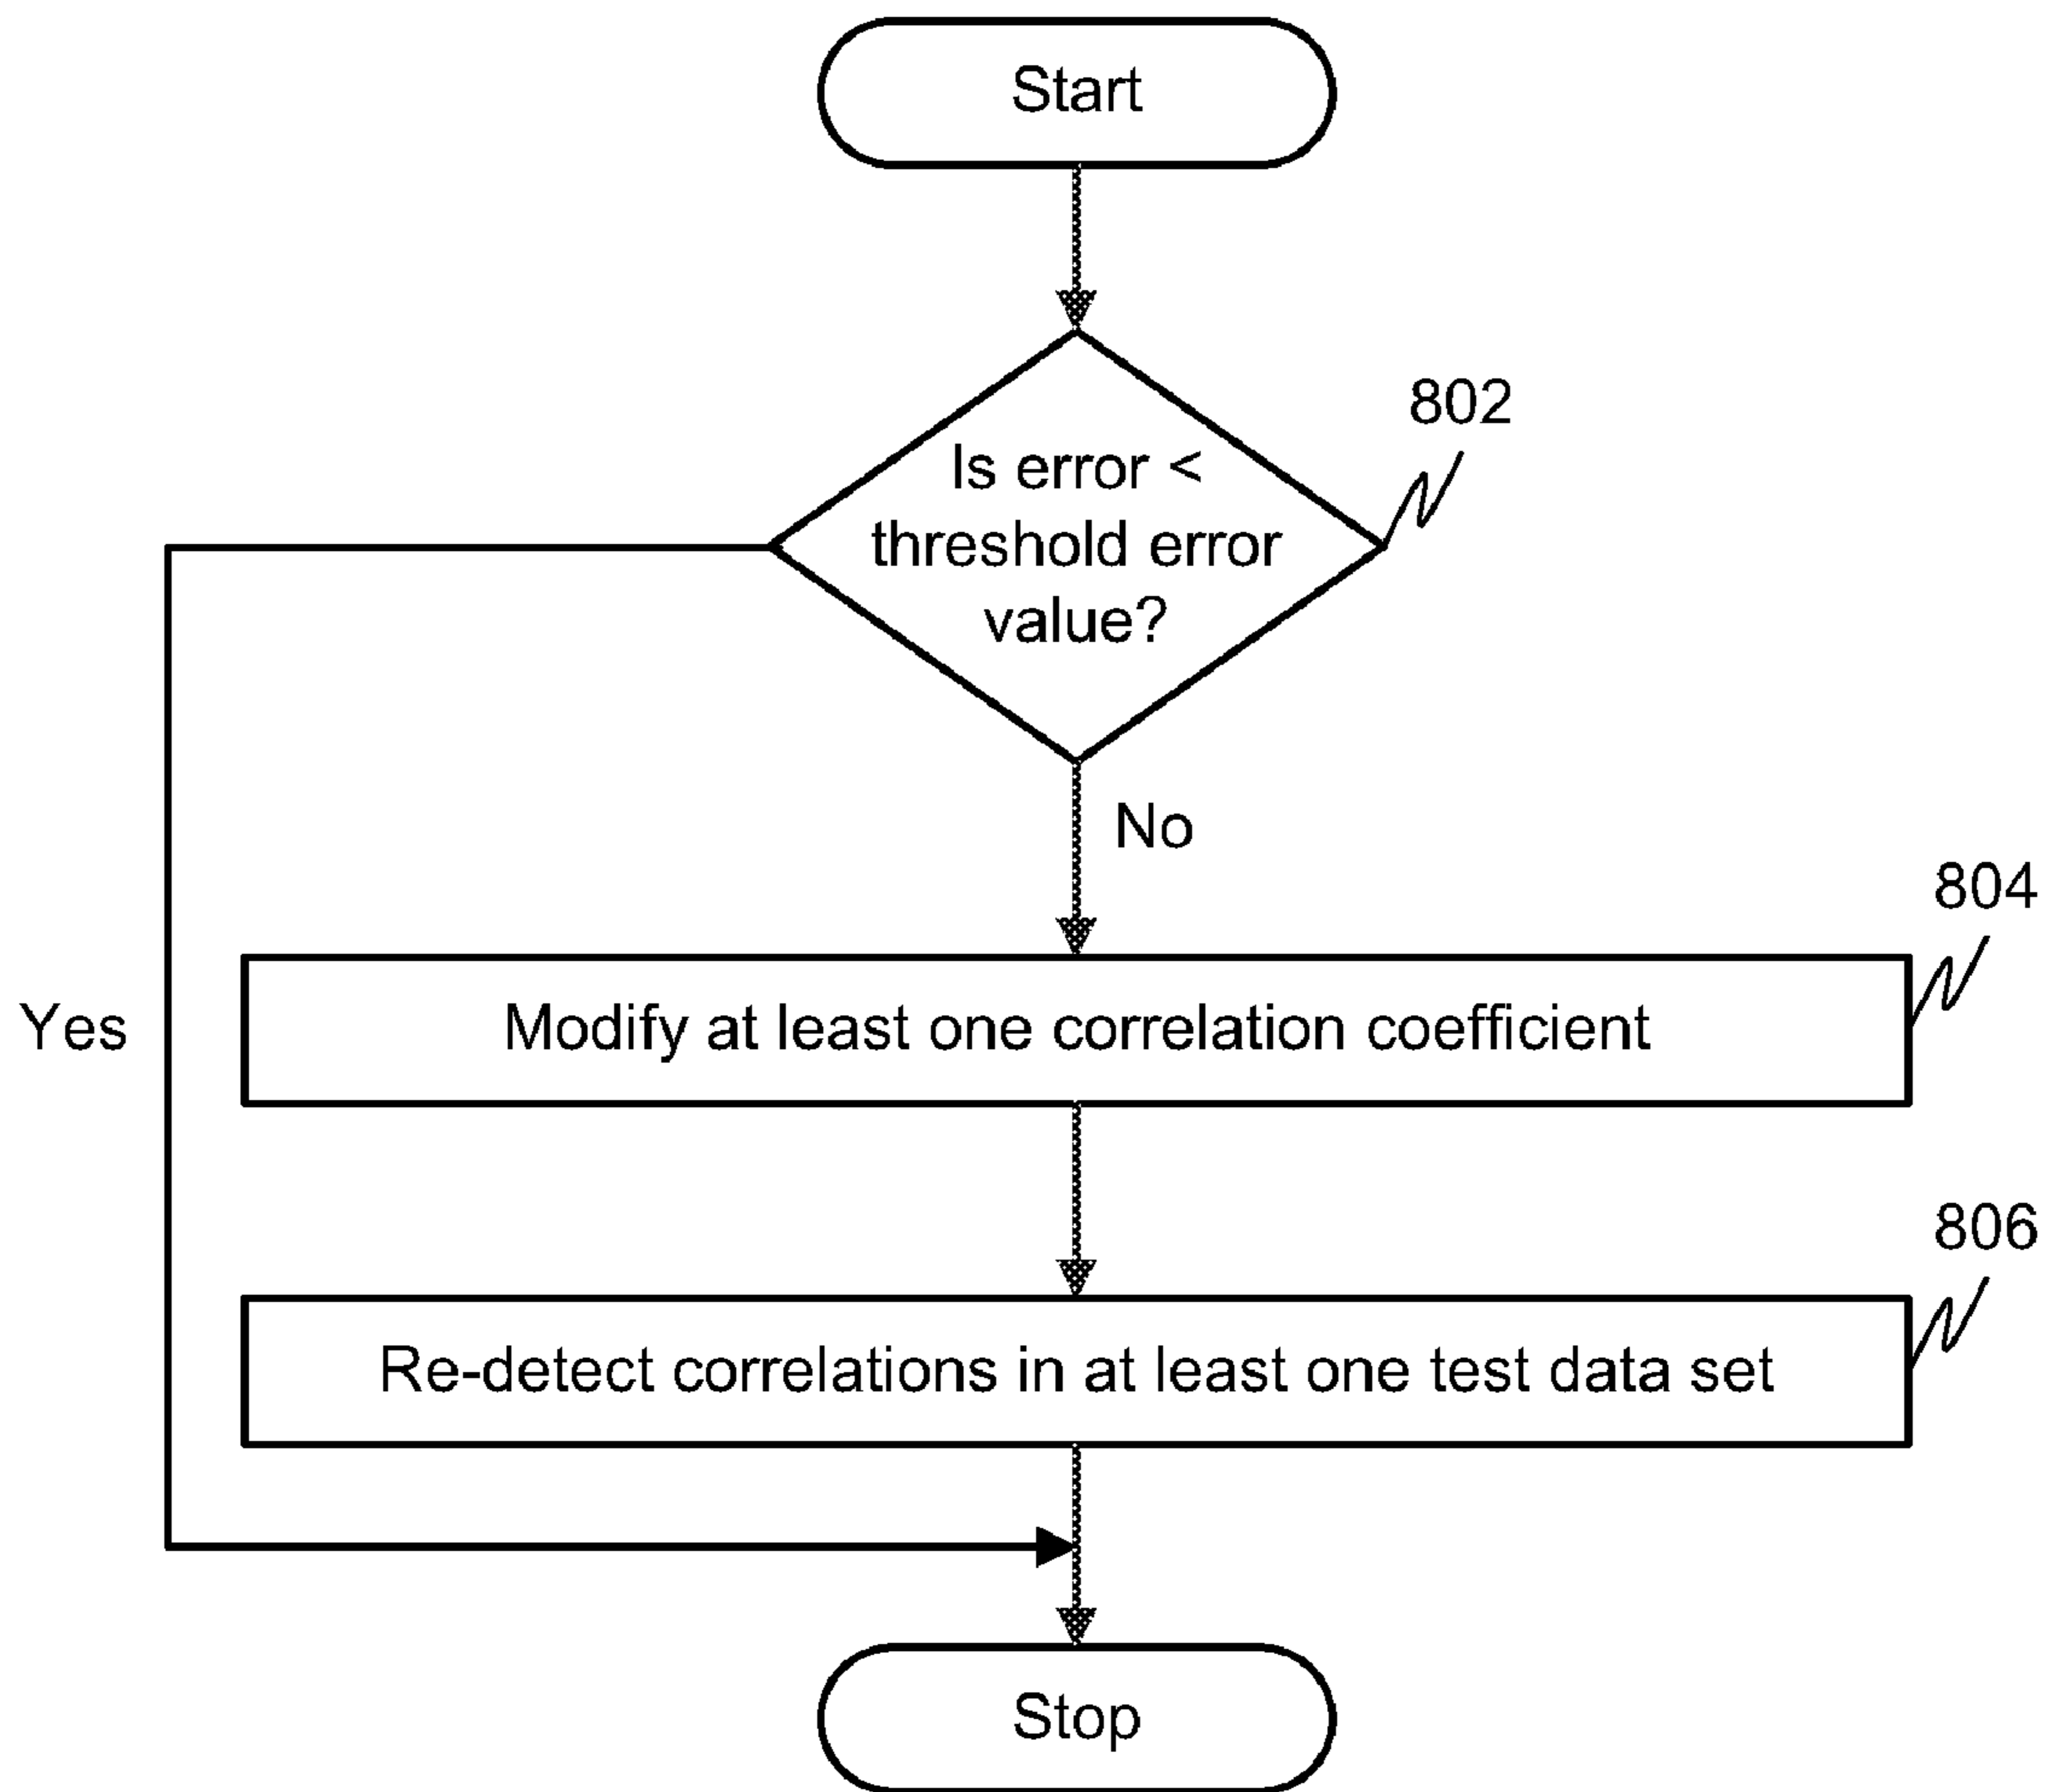 Start
802
Is error <
threshold error
value?
No
804
Yes
Modify at least one correlation coefficient
806
Re-detect correlations in at least one test data set
Stop